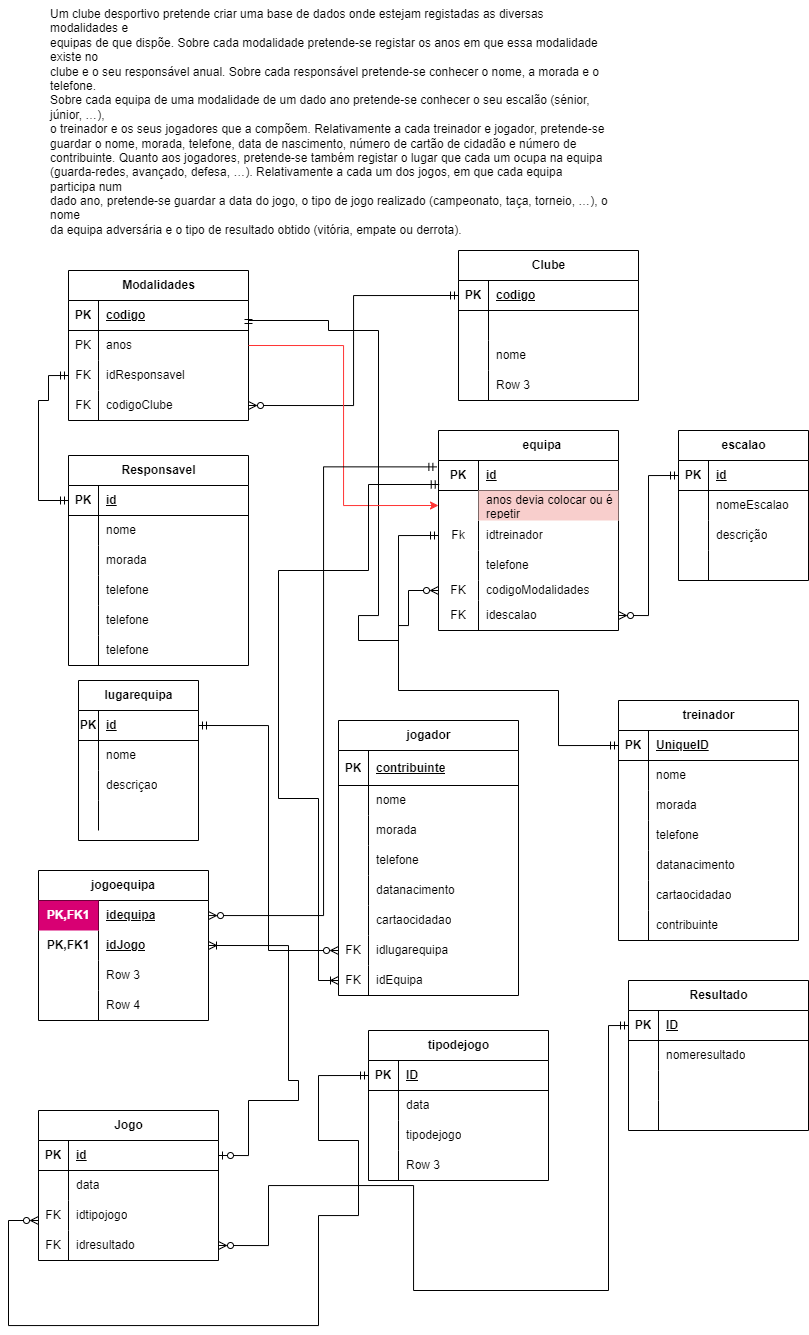 Um clube desportivo pretende criar uma base de dados onde estejam registadas as diversas
modalidades e
equipas de que dispõe. Sobre cada modalidade pretende-se registar os anos em que essa modalidade
existe no
clube e o seu responsável anual. Sobre cada responsável pretende-se conhecer o nome, a morada e o
telefone.
Sobre cada equipa de uma modalidade de um dado ano pretende-se conhecer o seu escalão (sénior,
júnior, …),
o treinador e os seus jogadores que a compõem. Relativamente a cada treinador e jogador, pretende-se
guardar o nome, morada, telefone, data de nascimento, número de cartão de cidadão e número de
contribuinte. Quanto aos jogadores, pretende-se também registar o lugar que cada um ocupa na equipa
(guarda-redes, avançado, defesa, …). Relativamente a cada um dos jogos, em que cada equipa
participa num
dado ano, pretende-se guardar a data do jogo, o tipo de jogo realizado (campeonato, taça, torneio, …), o
nome
da equipa adversária e o tipo de resultado obtido (vitória, empate ou derrota).
Clube
PK codigo
nome
Row 3
Modalidades
PK codigo
PK anos
FK idResponsavel
FK codigoClube
equipa
PK id
anos devia colocar ou é
repetir
Fk idtreinador
telefone
FK codigoModalidades
FK idescalao
escalao
PK id
nomeEscalao
descrição
Responsavel
PK id
nome
morada
telefone
telefone
telefone
lugarequipa
PK id
nome
descriçao
jogador
PK contribuinte
nome
morada
telefone
datanacimento
cartaocidadao
FK idlugarequipa
FK idEquipa
treinador
PK UniqueID
nome
morada
telefone
datanacimento
cartaocidadao
contribuinte
jogoequipa
PK,FK1 idequipa
PK,FK1 idJogo
Row 3
Row 4
Resultado
PK ID
nomeresultado
tipodejogo
PK ID
data
tipodejogo
Row 3
Jogo
PK id
data
FK idtipojogo
FK idresultado